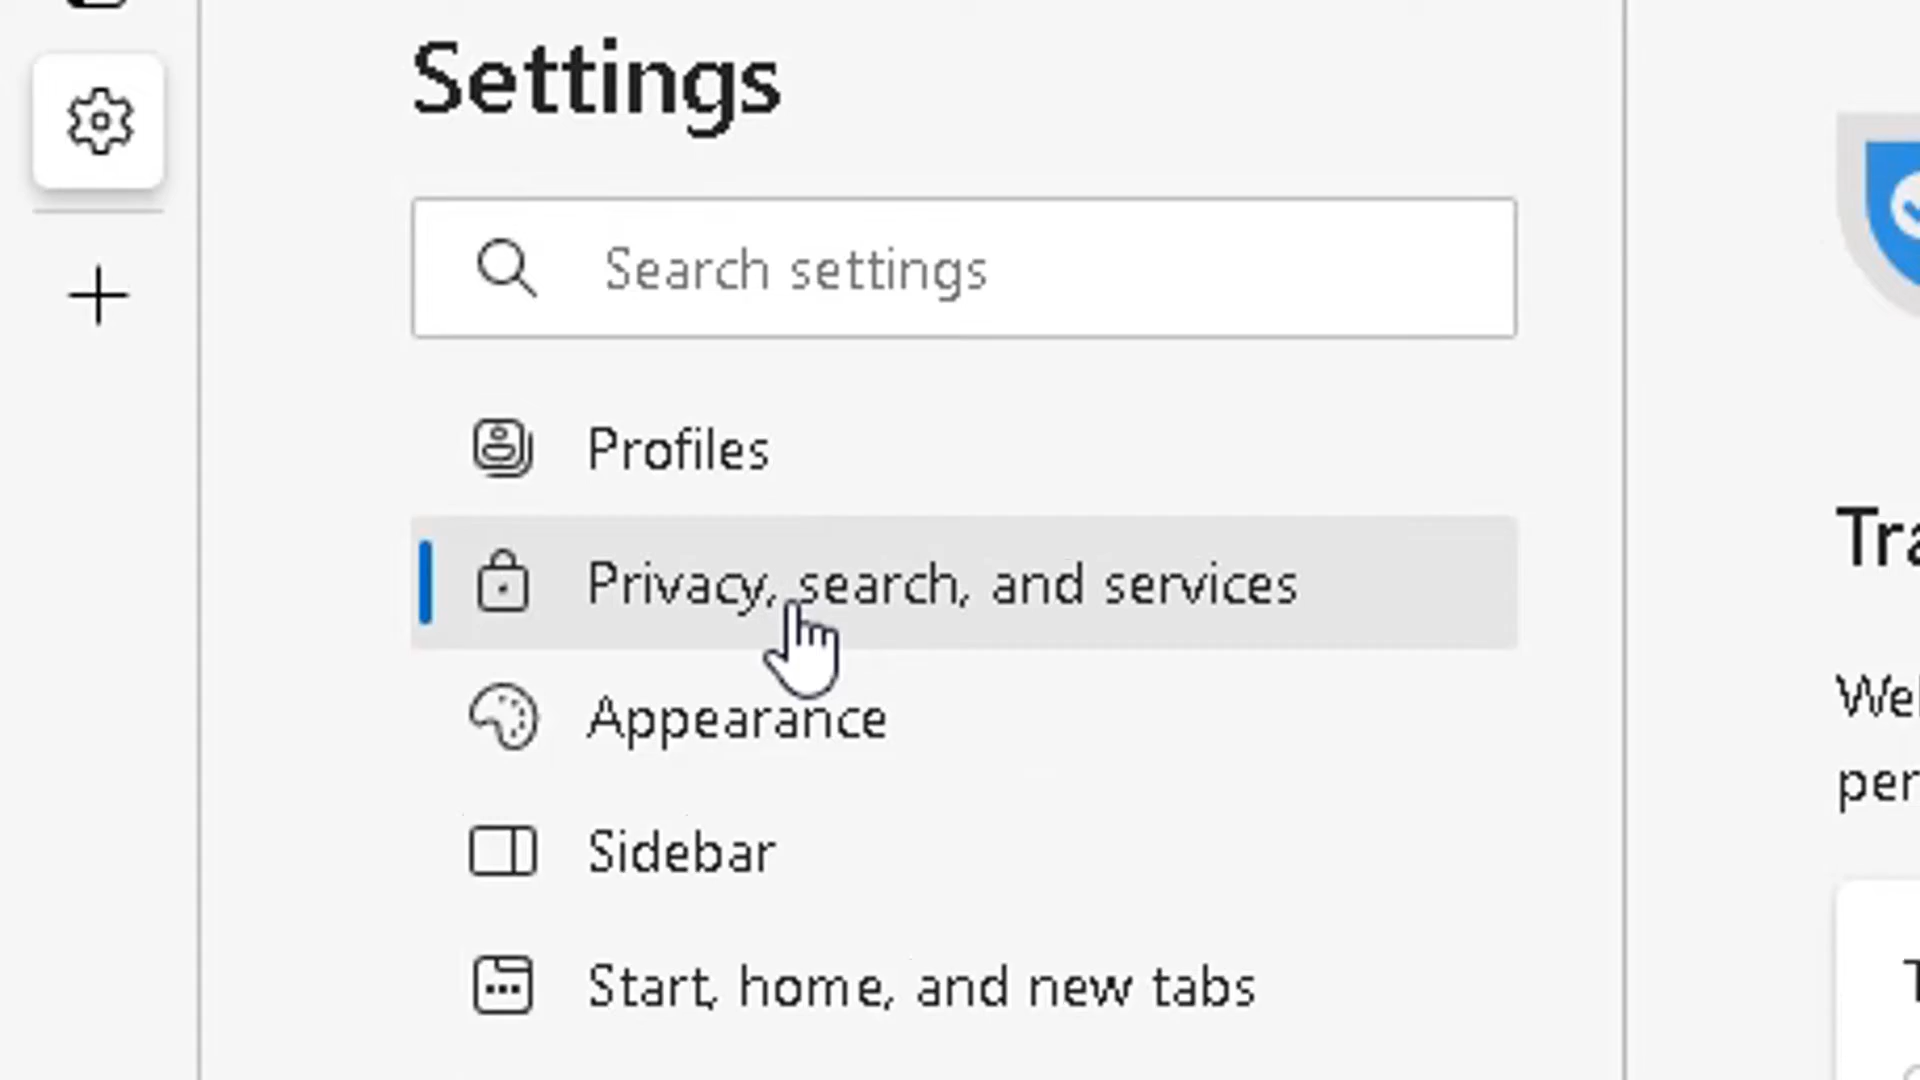 Settings
Search settings
Profiles
Privacy, search, and services
Appearance
Sidebar
Start, home, and new tabs